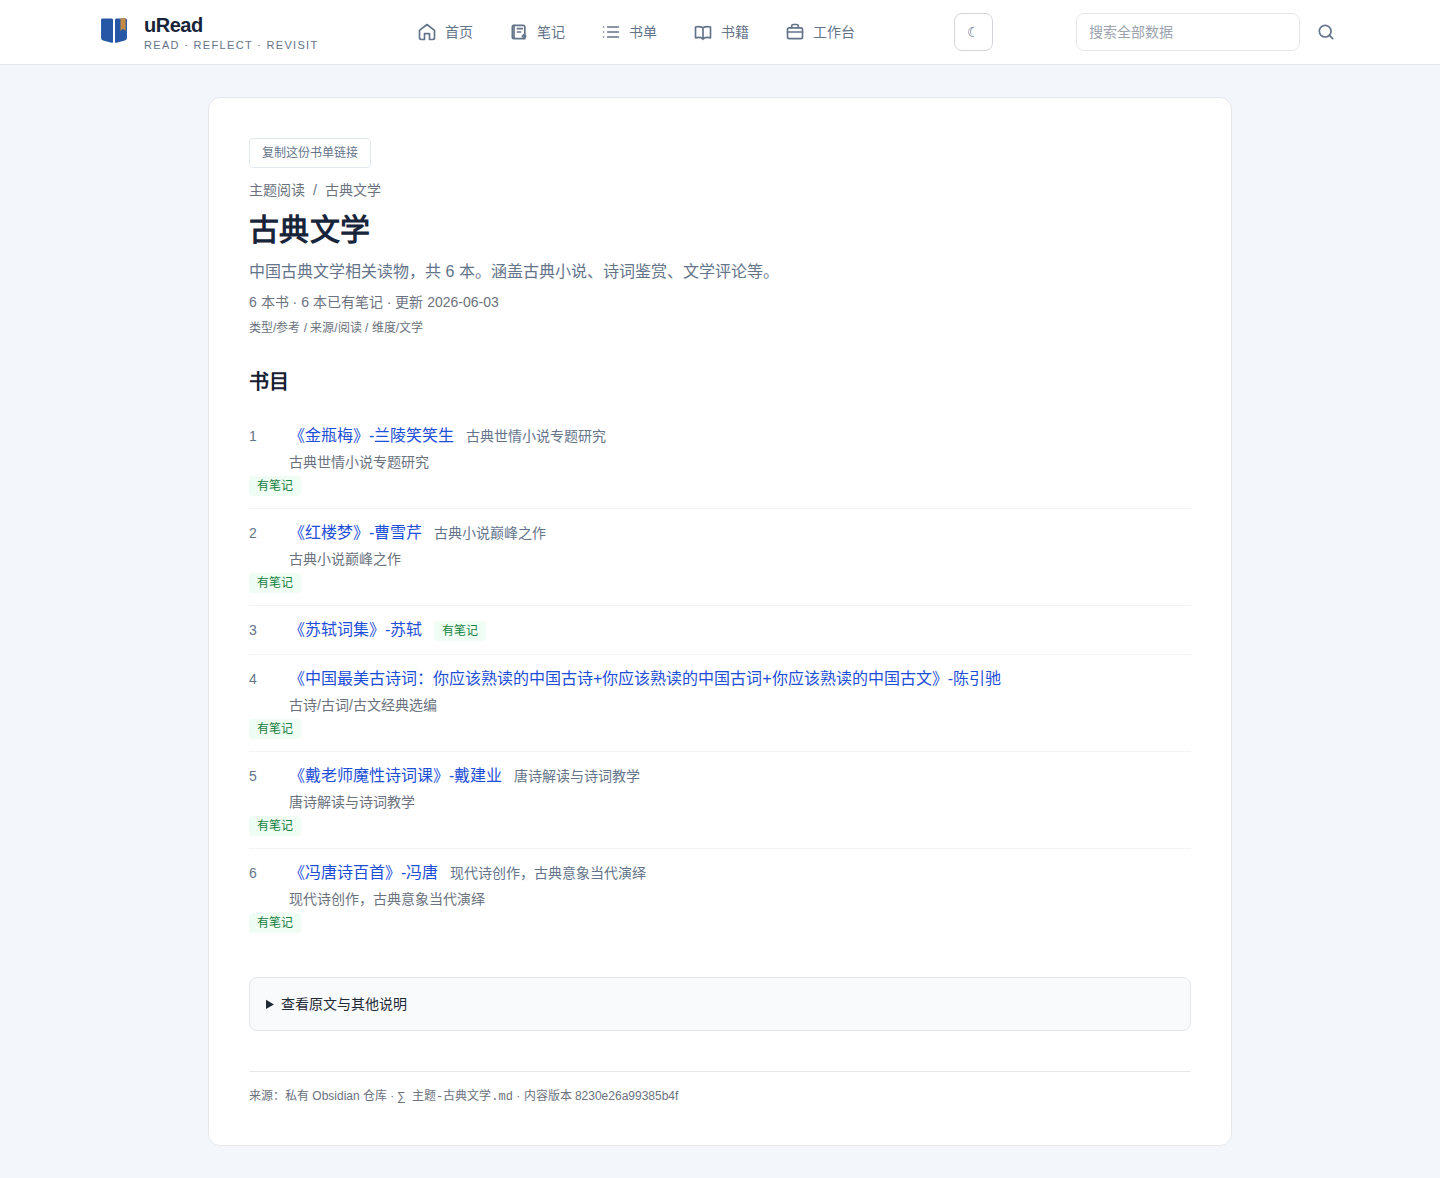 uRead
READ · REFLECT · REVISIT
首页
笔记
书单
书籍
工作台
搜索全部数据
复制这份书单链接
主题阅读 / 古典文学
古典文学
中国古典文学相关读物，共 6 本。涵盖古典小说、诗词鉴赏、文学评论等。
6 本书 · 6 本已有笔记 · 更新 2026-06-03
类型/参考 / 来源/阅读 / 维度/文学
书目
1 《金瓶梅》-兰陵笑笑生 古典世情小说专题研究
古典世情小说专题研究
有笔记
2 《红楼梦》-曹雪芹 古典小说巅峰之作
古典小说巅峰之作
有笔记
3 《苏轼词集》-苏轼 有笔记
4 《中国最美古诗词：你应该熟读的中国古诗+你应该熟读的中国古词+你应该熟读的中国古文》-陈引驰
古诗/古词/古文经典选编
有笔记
5 《戴老师魔性诗词课》-戴建业 唐诗解读与诗词教学
唐诗解读与诗词教学
有笔记
6 《冯唐诗百首》-冯唐 现代诗创作，古典意象当代演绎
现代诗创作，古典意象当代演绎
有笔记
查看原文与其他说明
来源：私有 Obsidian 仓库 · ∑ 主题-古典文学.md · 内容版本 8230e26a99385b4f